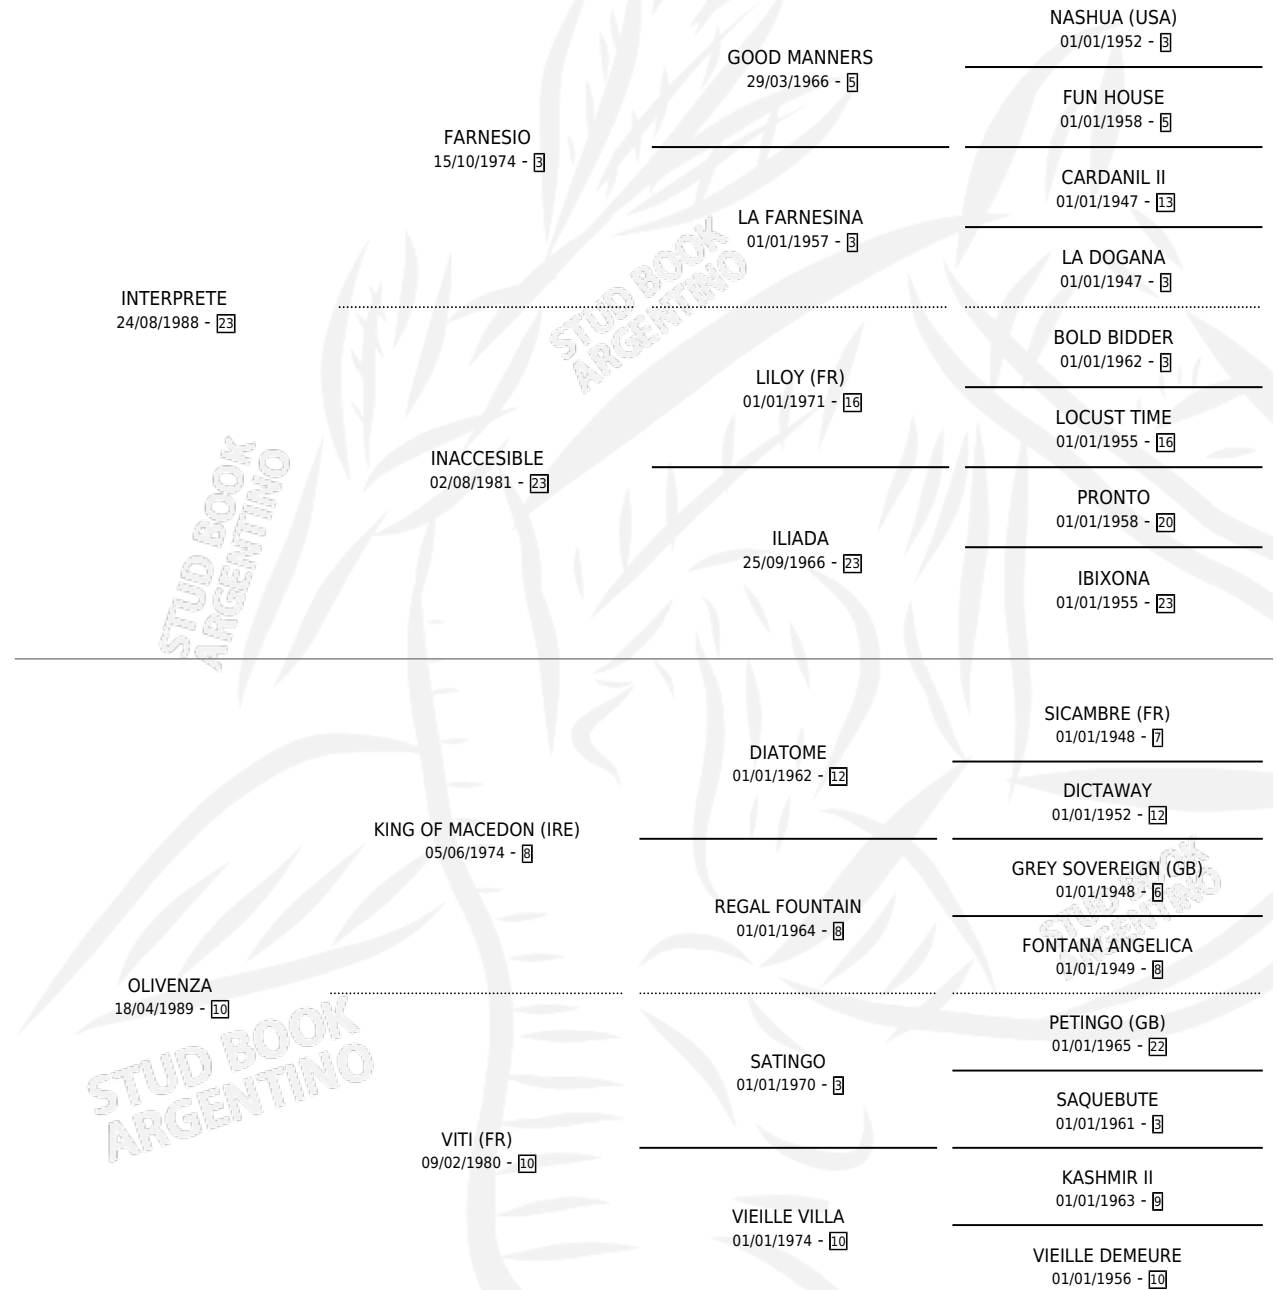 NASHUA (USA)
01/01/1952 - 3
GOOD MANNERS
29/03/1966 - 5
FUN HOUSE
01/01/1958 - 5
FARNESIO
15/10/1974 - 3
CARDANIL II
01/01/1947 - 13
LA FARNESINA
01/01/1957 - 3
LA DOGANA
01/01/1947 - 3
INTERPRETE
24/08/1988 - 23
BOLD BIDDER
01/01/1962 - 3
LILOY (FR)
01/01/1971 - 16
LOCUST TIME
01/01/1955 - 16
INACCESIBLE
02/08/1981 - 23
PRONTO
01/01/1958 - 20
ILIADA
25/09/1966 - 23
IBIXONA
01/01/1955 - 23
STUD BOOK
ARGENTINO
STUD BOOK
ARGENTINO
SICAMBRE (FR)
01/01/1948 - 7
DIATOME
01/01/1962 - 12
DICTAWAY
01/01/1952 - 12
KING OF MACEDON (IRE)
05/06/1974 - 8
GREY SOVEREIGN (GB)
01/01/1948 - 6
REGAL FOUNTAIN
01/01/1964 - 8
FONTANA ANGELICA
01/01/1949 - 8
OLIVENZA
18/04/1989 - 10
PETINGO (GB)
01/01/1965 - 22
SATINGO
01/01/1970 - 3
SAQUEBUTE
01/01/1961 - 3
VITI (FR)
09/02/1980 - 10
KASHMIR II
01/01/1963 - 9
VIEILLE VILLA
01/01/1974 - 10
VIEILLE DEMEURE
01/01/1956 - 10
STUD BOOK
ARGENTINO
STUD BOOK
ARGENTINO